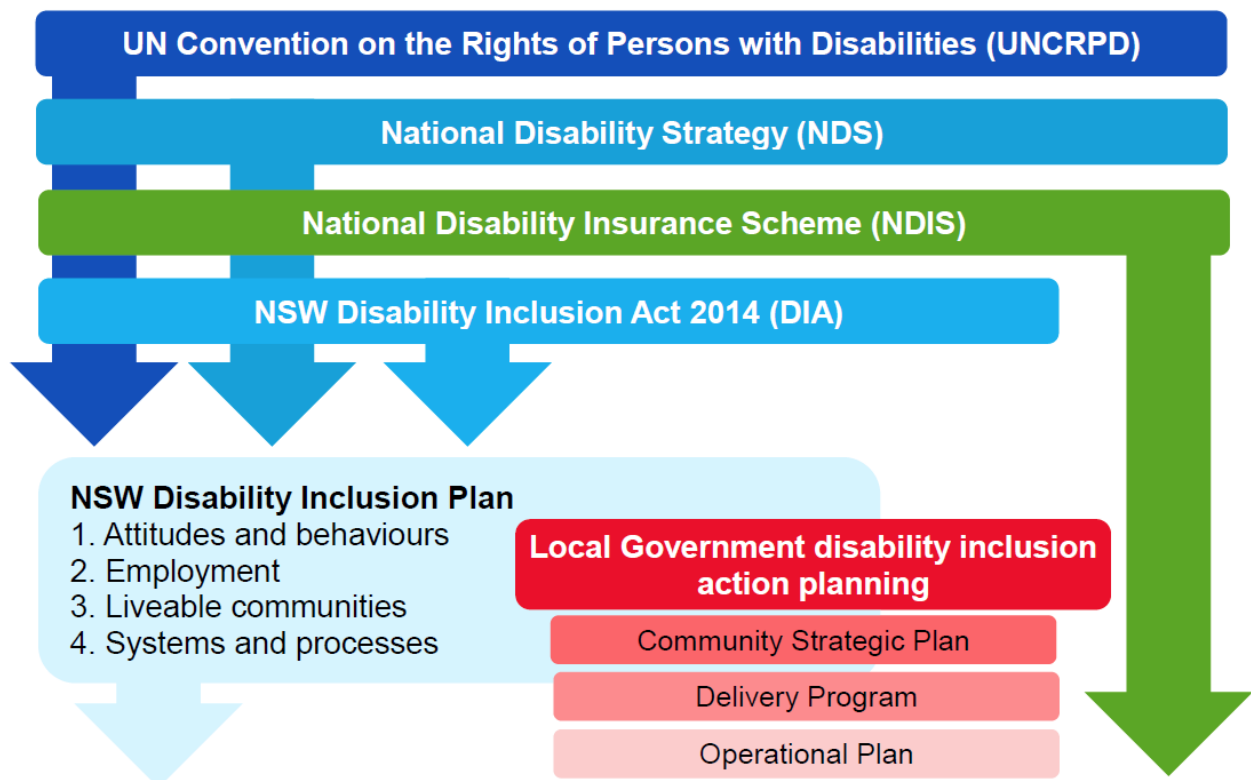 UN Convention on the Rights of Persons with Disabilities (UNCRPD)
National Disability Strategy (NDS)
National Disability Insurance Scheme (NDIS)
NSW Disability Inclusion Act 2014 (DIA)
NSW Disability Inclusion Plan
1. Attitudes and behaviours
2. Employment
3. Liveable communities
4. Systems and processes
Local Government disability inclusion
action planning
Community Strategic Plan
Delivery Program
Operational Plan